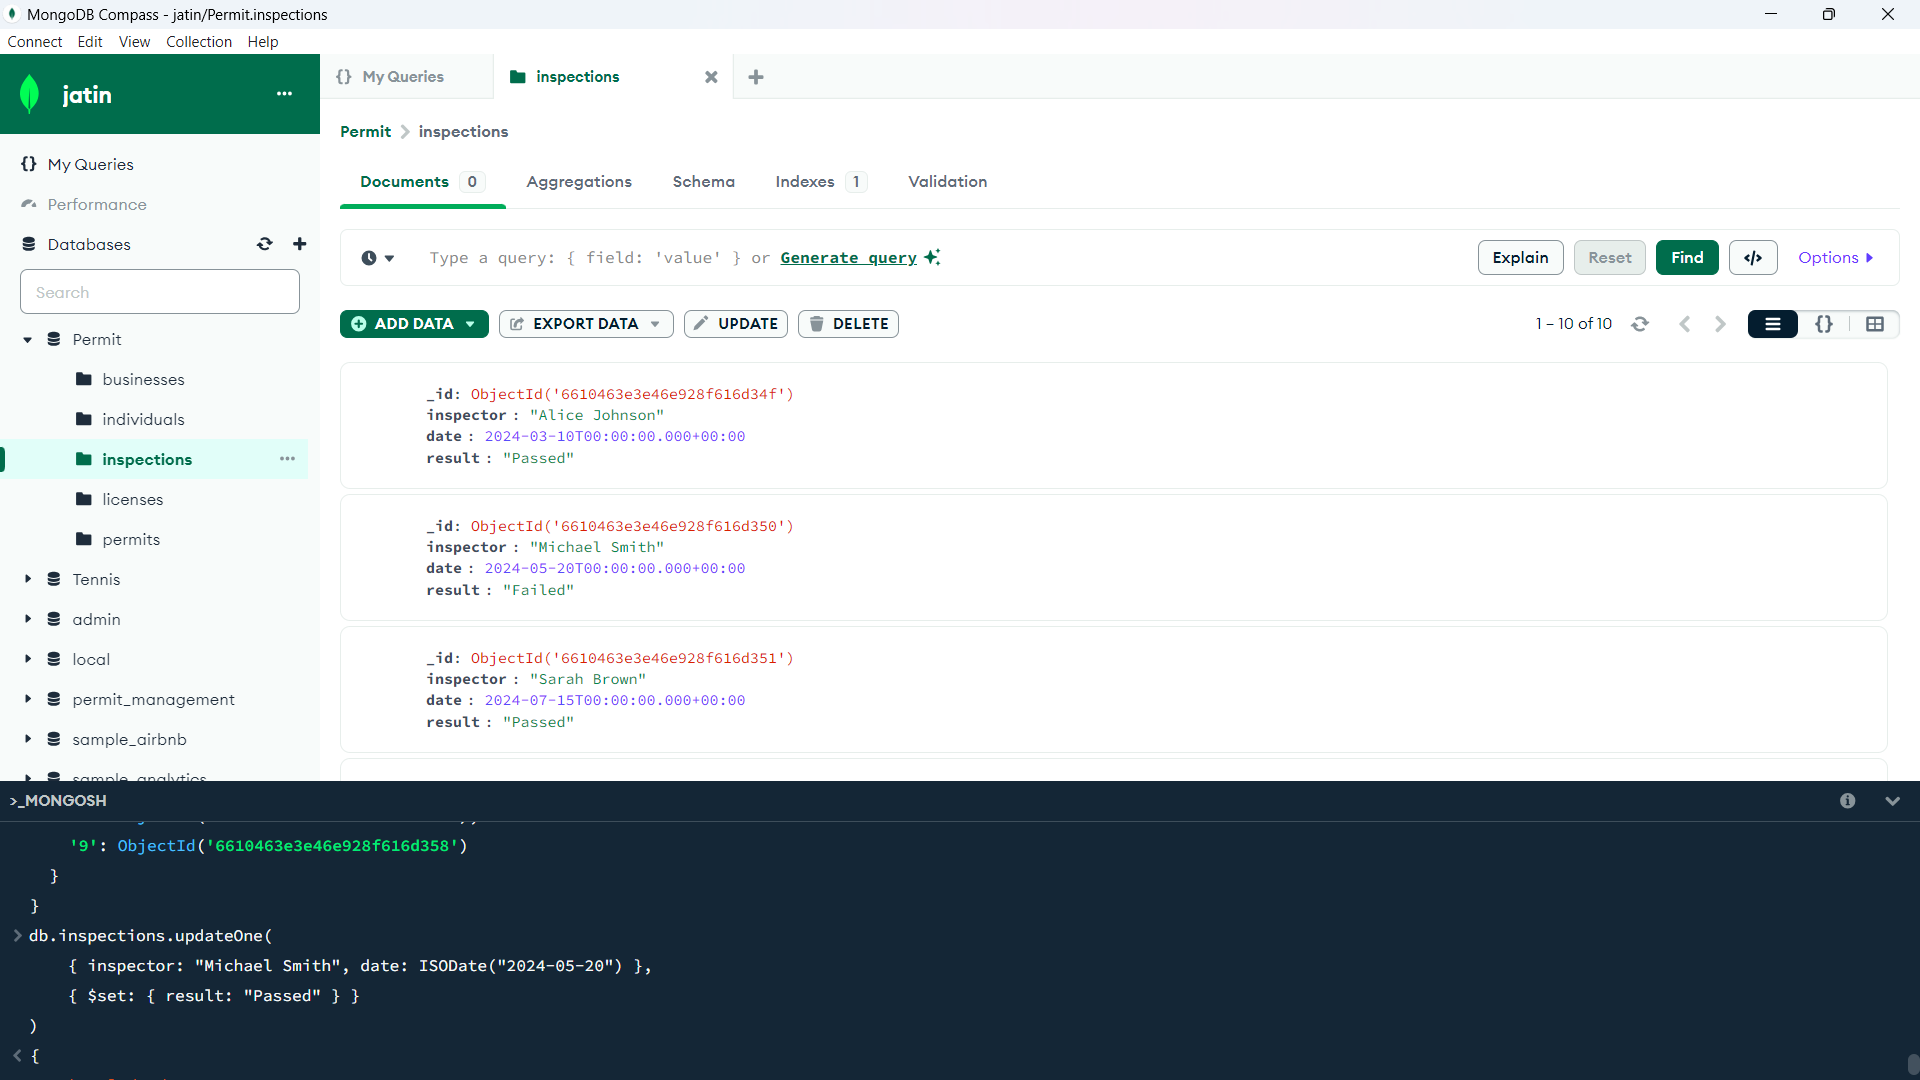 MongoDB Compass - jatin/Permit.inspections
Connect Edit View Collection Help
jatin
My Queries
Performance
Databases
Search
Permit
businesses
individuals
inspections
licenses
permits
Tennis
admin
local
permit_management
sample_airbnb
sample_analytics
{} My Queries
inspections
Permit > inspections
Documents 0 Aggregations Schema Indexes 1 Validation
Type a query: { field: 'value' } or Generate query
Explain Reset Find </> Options
ADD DATA EXPORT DATA UPDATE DELETE
1 – 10 of 10
{}
_id: ObjectId('6610463e3e46e928f616d34f')
inspector : "Alice Johnson"
date : 2024-03-10T00:00:00.000+00:00
result : "Passed"
_id: ObjectId('6610463e3e46e928f616d350')
inspector : "Michael Smith"
date : 2024-05-20T00:00:00.000+00:00
result : "Failed"
_id: ObjectId('6610463e3e46e928f616d351')
inspector : "Sarah Brown"
date : 2024-07-15T00:00:00.000+00:00
result : "Passed"
>_MONGOSH
'9': ObjectId('6610463e3e46e928f616d358')
}
}
> db.inspections.updateOne(
{ inspector: "Michael Smith", date: ISODate("2024-05-20") },
{ $set: { result: "Passed" } }
)
< {